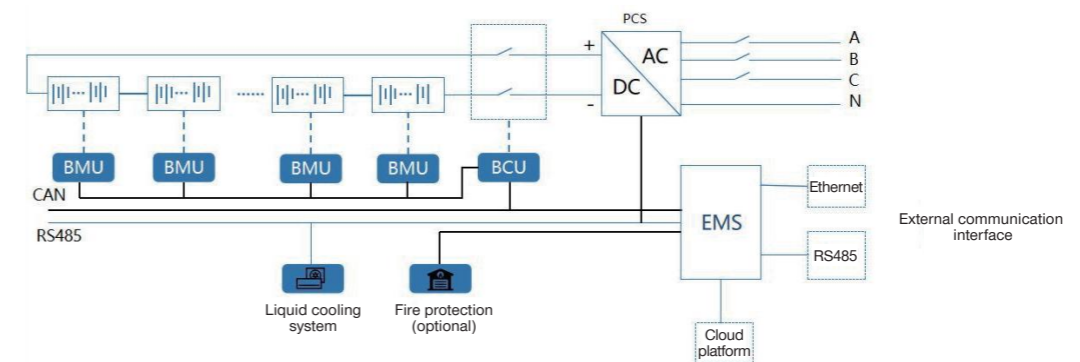 PCS
+
-
AC
DC
A
B
C
N
BMU
BMU
BMU
BMU
BCU
CAN
RS485
EMS
Ethernet
RS485
External communication
interface
Liquid cooling
system
Fire protection
(optional)
Cloud
platform